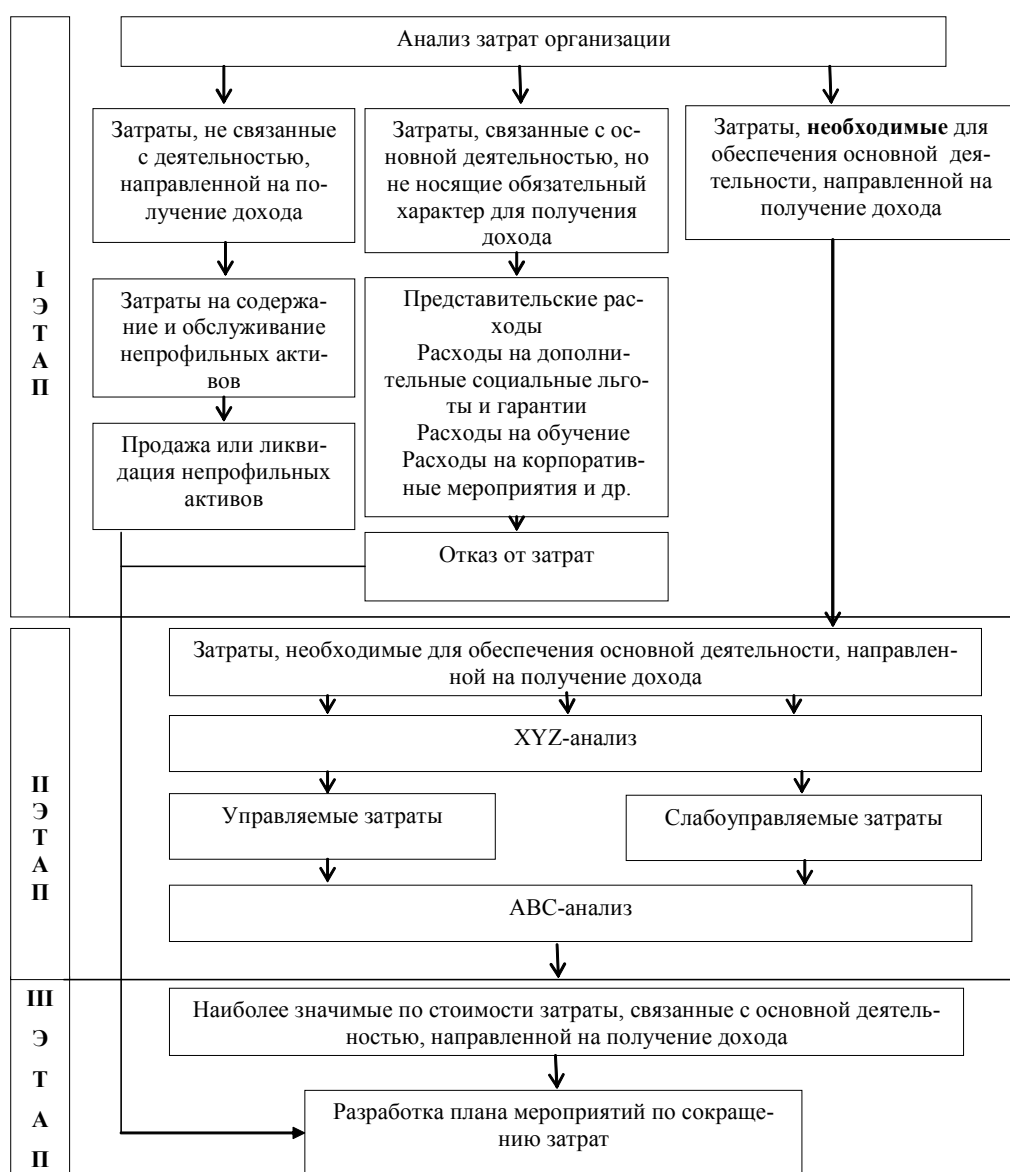 Анализ затрат организации
Затраты, не связанные
с деятельностью,
направленной на по-
лучение дохода
Затраты, связанные с ос-
новной деятельностью, но
не носящие обязательный
характер для получения
дохода
Затраты, необходимые для
обеспечения основной дея-
тельности, направленной на
получение дохода
I
Э
Т
А
П
Затраты на содержа-
ние и обслуживание
непрофильных акти-
вов
Представительские рас-
ходы
Расходы на дополни-
тельные социальные льго-
ты и гарантии
Расходы на обучение
Расходы на корпоратив-
ные мероприятия и др.
Продажа или ликви-
дация непрофильных
активов
Отказ от затрат
II
Э
Т
А
П
Затраты, необходимые для обеспечения основной деятельности, направлен-
ной на получение дохода
XYZ-анализ
Управляемые затраты
Слабоуправляемые затраты
АВС-анализ
III
Э
Т
А
П
Наиболее значимые по стоимости затраты, связанные с основной деятель-
ностью, направленной на получение дохода
Разработка плана мероприятий по сокраще-
нию затрат